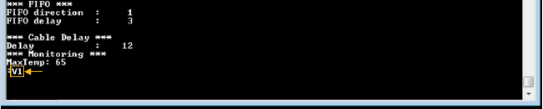 *** FIFO ***
FIFO direction : 1
FIFO delay : 3
*** Cable Delay ***
Delay : 12
*** Monitoring ***
MaxTemp: 65
:V1